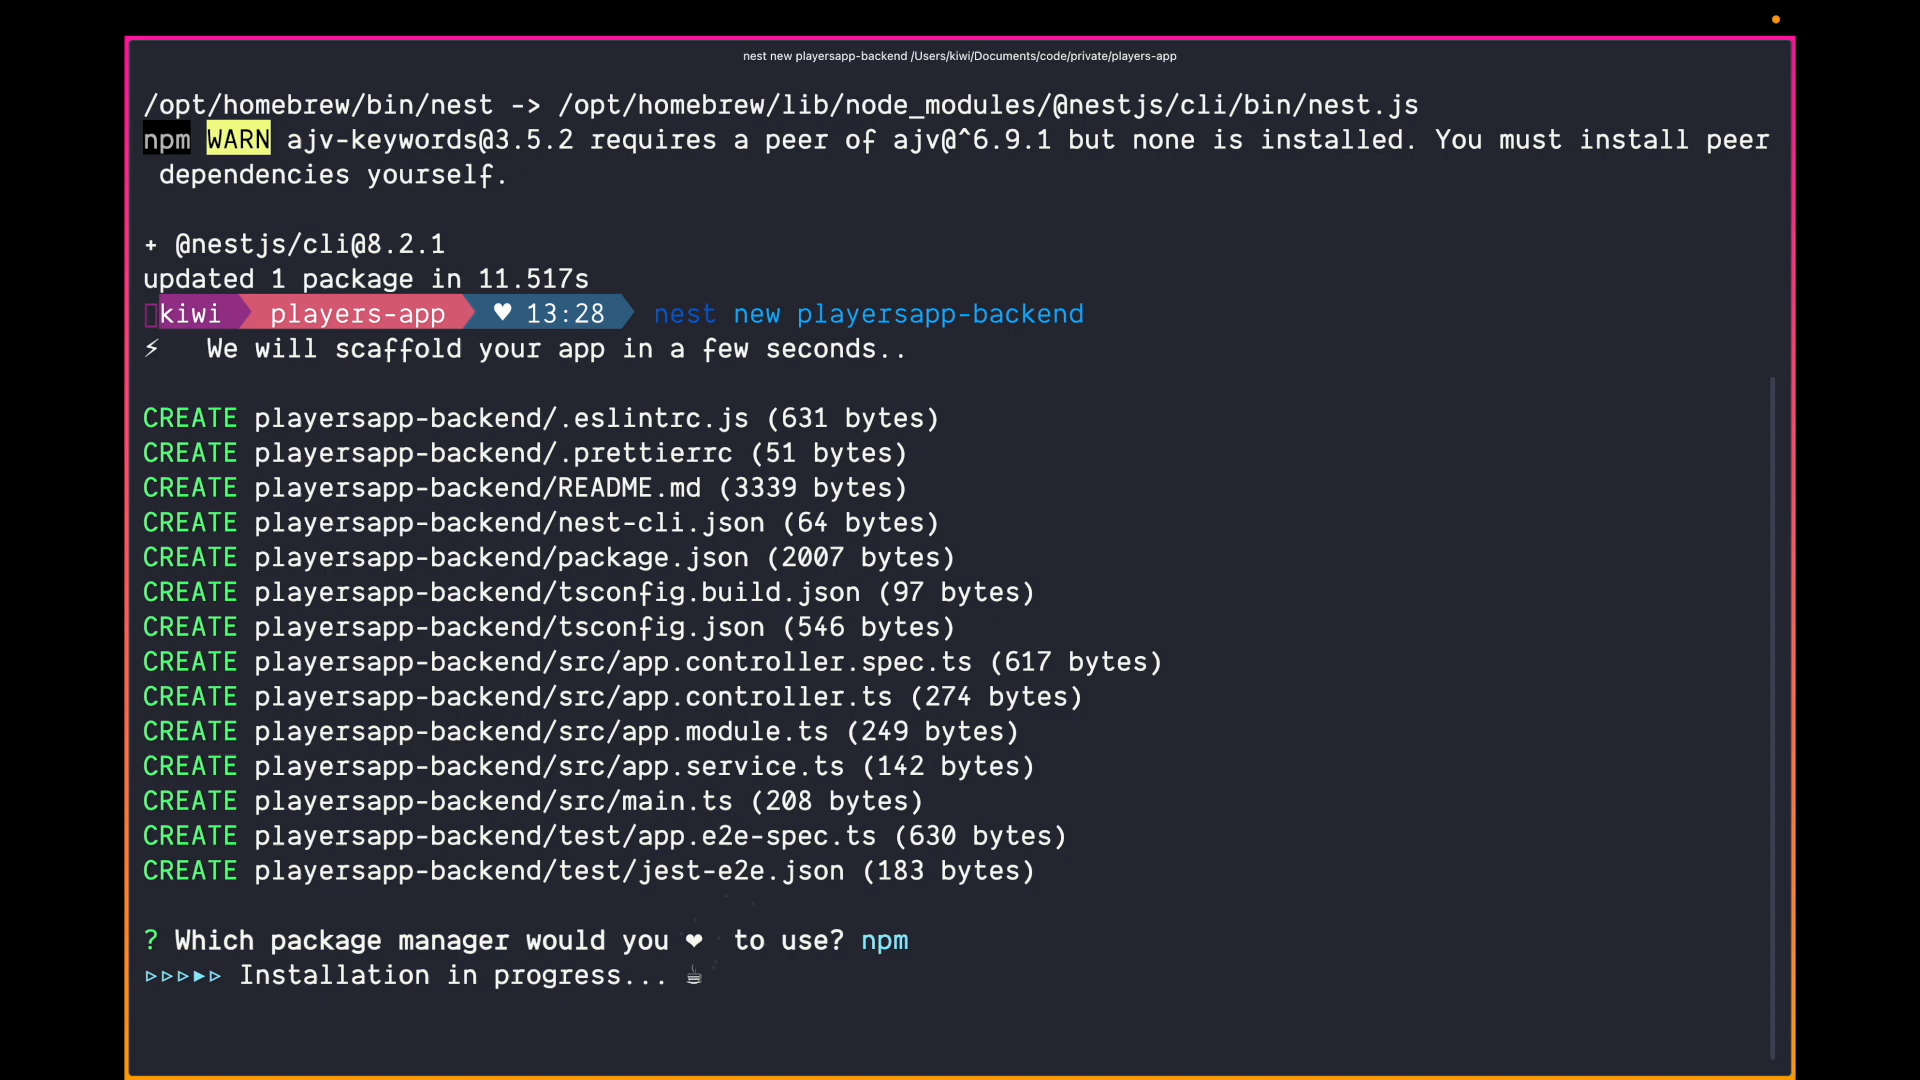 nest new playersapp-backend /Users/kiwi/Documents/code/private/players-app
/opt/homebrew/bin/nest -> /opt/homebrew/lib/node_modules/@nestjs/cli/bin/nest.js
npm WARN ajv-keywords@3.5.2 requires a peer of ajv@^6.9.1 but none is installed. You must install peer
dependencies yourself.
+ @nestjs/cli@8.2.1
updated 1 package in 11.517s
kiwi players-app ♥ 13:28 nest new playersapp-backend
⚡ We will scaffold your app in a few seconds..
CREATE playersapp-backend/.eslintrc.js (631 bytes)
CREATE playersapp-backend/.prettierrc (51 bytes)
CREATE playersapp-backend/README.md (3339 bytes)
CREATE playersapp-backend/nest-cli.json (64 bytes)
CREATE playersapp-backend/package.json (2007 bytes)
CREATE playersapp-backend/tsconfig.build.json (97 bytes)
CREATE playersapp-backend/tsconfig.json (546 bytes)
CREATE playersapp-backend/src/app.controller.spec.ts (617 bytes)
CREATE playersapp-backend/src/app.controller.ts (274 bytes)
CREATE playersapp-backend/src/app.module.ts (249 bytes)
CREATE playersapp-backend/src/app.service.ts (142 bytes)
CREATE playersapp-backend/src/main.ts (208 bytes)
CREATE playersapp-backend/test/app.e2e-spec.ts (630 bytes)
CREATE playersapp-backend/test/jest-e2e.json (183 bytes)
? Which package manager would you ❤ to use? npm
▹▹▹▸▹ Installation in progress... ☕